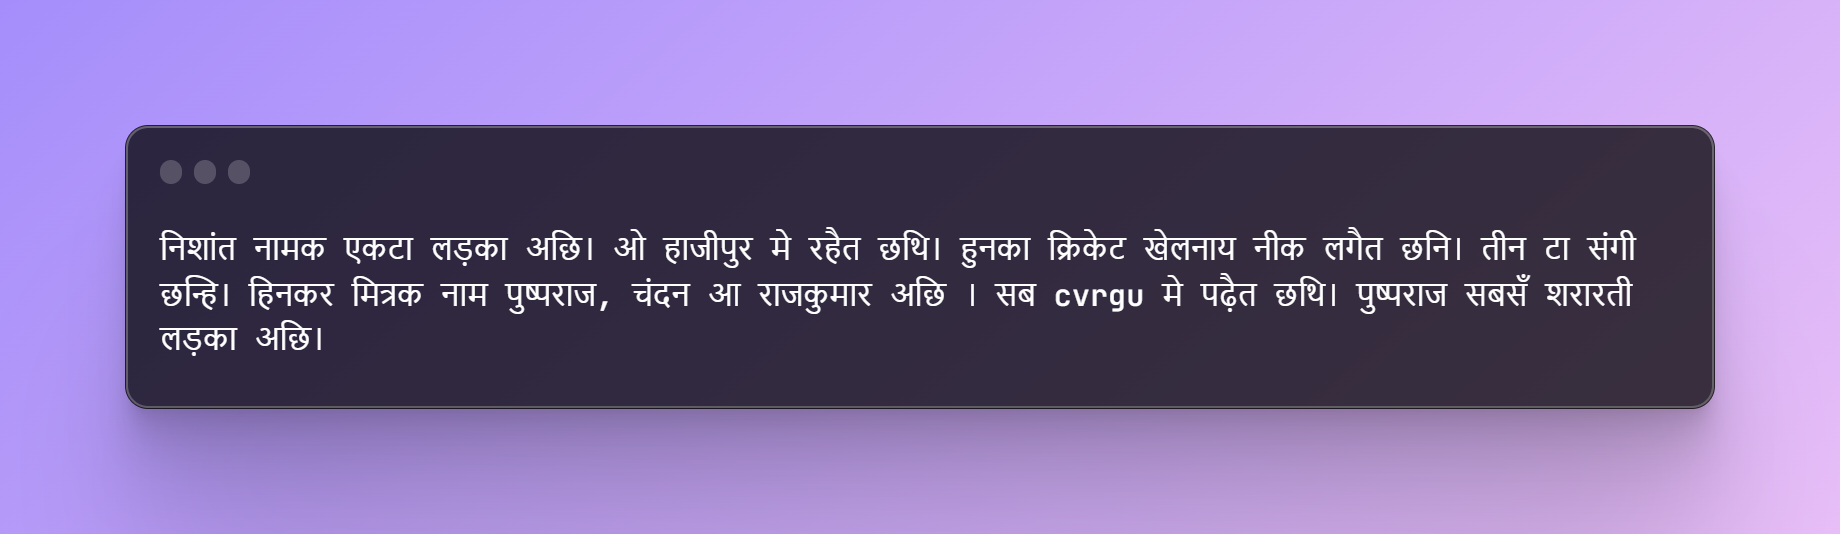 निशांत नामक एकटा लड़का अछि। ओ हाजीपुर मे रहैत छथि। हुनका क्रिकेट खेलनाय नीक लगैत छनि। तीन टा संगी
छन्हि। हिनकर मित्रक नाम पुष्पराज, चंदन आ राजकुमार अछि । सब cvrgu मे पढ़ैत छथि। पुष्पराज सबसँ शरारती
लड़का अछि।